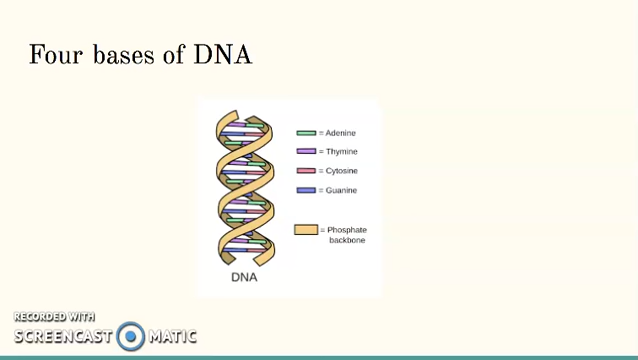 Four bases of DNA
= Adenine
= Thymine
= Cytosine
= Guanine
= Phosphate
backbone
DNA
RECORDED WITH
SCREENCAST MATIC